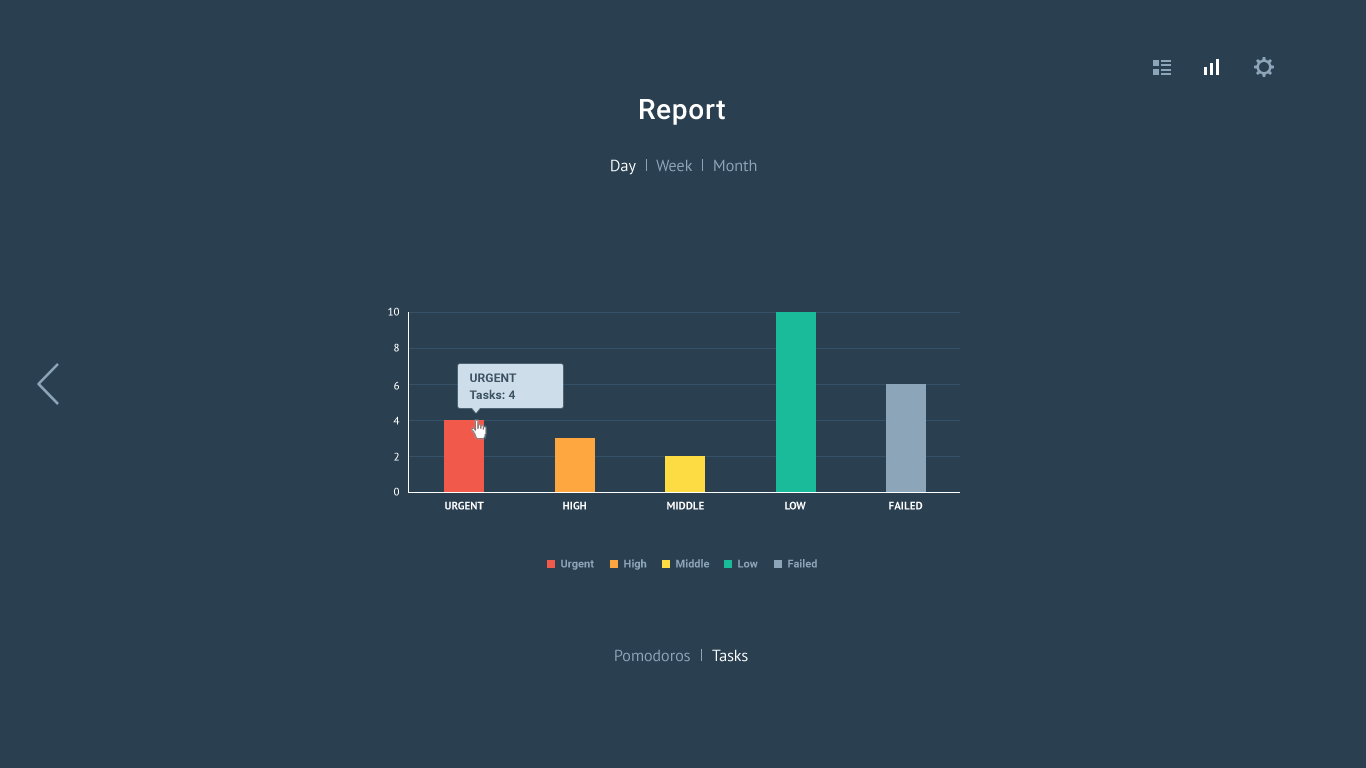 Report
Day | Week | Month
10
8
6
4
2
0
URGENT
Tasks: 4
URGENT HIGH MIDDLE LOW FAILED
Urgent High Middle Low Failed
Pomodoros | Tasks